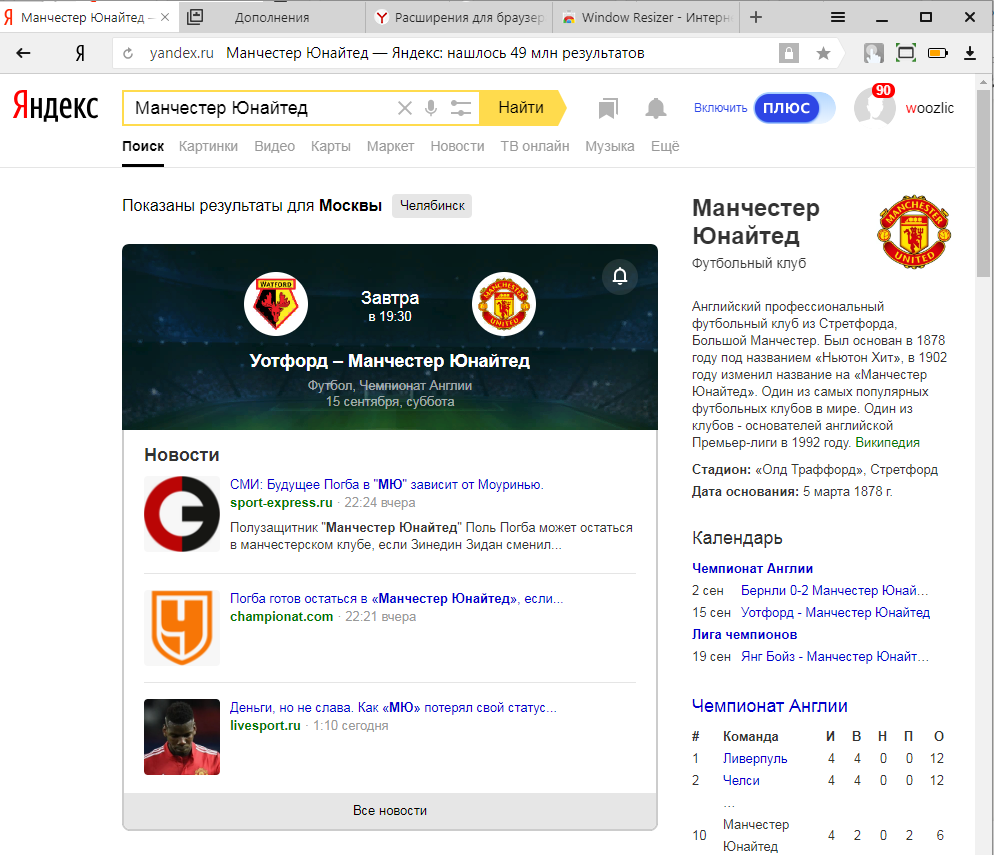 Манчестер Юнайтед —
Дополнения
Расширения для браузер
Window Resizer - Интерн
yandex.ru Манчестер Юнайтед — Яндекс: нашлось 49 млн результатов
Яндекс
Манчестер Юнайтед
Найти
Включить ПЛЮС
90
woozlic
Поиск Картинки Видео Карты Маркет Новости ТВ онлайн Музыка Ещё
Показаны результаты для Москвы Челябинск
WATFORD
Завтра
в 19:30
Уотфорд – Манчестер Юнайтед
Футбол, Чемпионат Англии
15 сентября, суббота
Новости
СМИ: Будущее Погба в "МЮ" зависит от Моуринью.
sport-express.ru · 22:24 вчера
Полузащитник "Манчестер Юнайтед" Поль Погба может остаться
в манчестерском клубе, если Зинедин Зидан сменил...
Погба готов остаться в «Манчестер Юнайтед», если...
championat.com · 22:21 вчера
Деньги, но не слава. Как «МЮ» потерял свой статус...
livesport.ru · 1:10 сегодня
Все новости
Манчестер
Юнайтед
Футбольный клуб
MANCHESTER
UNITED
Английский профессиональный
футбольный клуб из Стретфорда,
Большой Манчестер. Был основан в 1878
году под названием «Ньютон Хит», в 1902
году изменил название на «Манчестер
Юнайтед». Один из самых популярных
футбольных клубов в мире. Один из
клубов - основателей английской
Премьер-лиги в 1992 году. Википедия
Стадион: «Олд Траффорд», Стретфорд
Дата основания: 5 марта 1878 г.
Календарь
Чемпионат Англии
2 сен Бернли 0-2 Манчестер Юнай...
15 сен Уотфорд - Манчестер Юнайтед
Лига чемпионов
19 сен Янг Бойз - Манчестер Юнайт...
Чемпионат Англии
# Команда И В Н П О
1 Ливерпуль 4 4 0 0 12
2 Челси 4 4 0 0 12
...
10 Манчестер Юнайтед 4 2 0 2 6